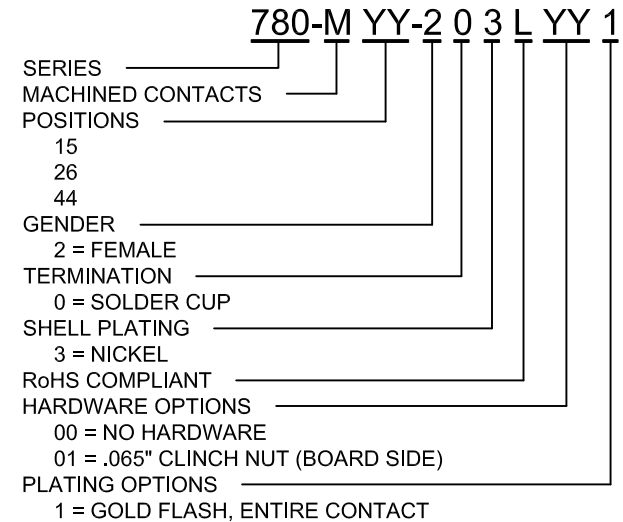 780-M YY-2 0 3 L YY 1
SERIES
MACHINED CONTACTS
POSITIONS
15
26
44
GENDER
2 = FEMALE
TERMINATION
0 = SOLDER CUP
SHELL PLATING
3 = NICKEL
RoHS COMPLIANT
HARDWARE OPTIONS
00 = NO HARDWARE
01 = .065" CLINCH NUT (BOARD SIDE)
PLATING OPTIONS
1 = GOLD FLASH, ENTIRE CONTACT